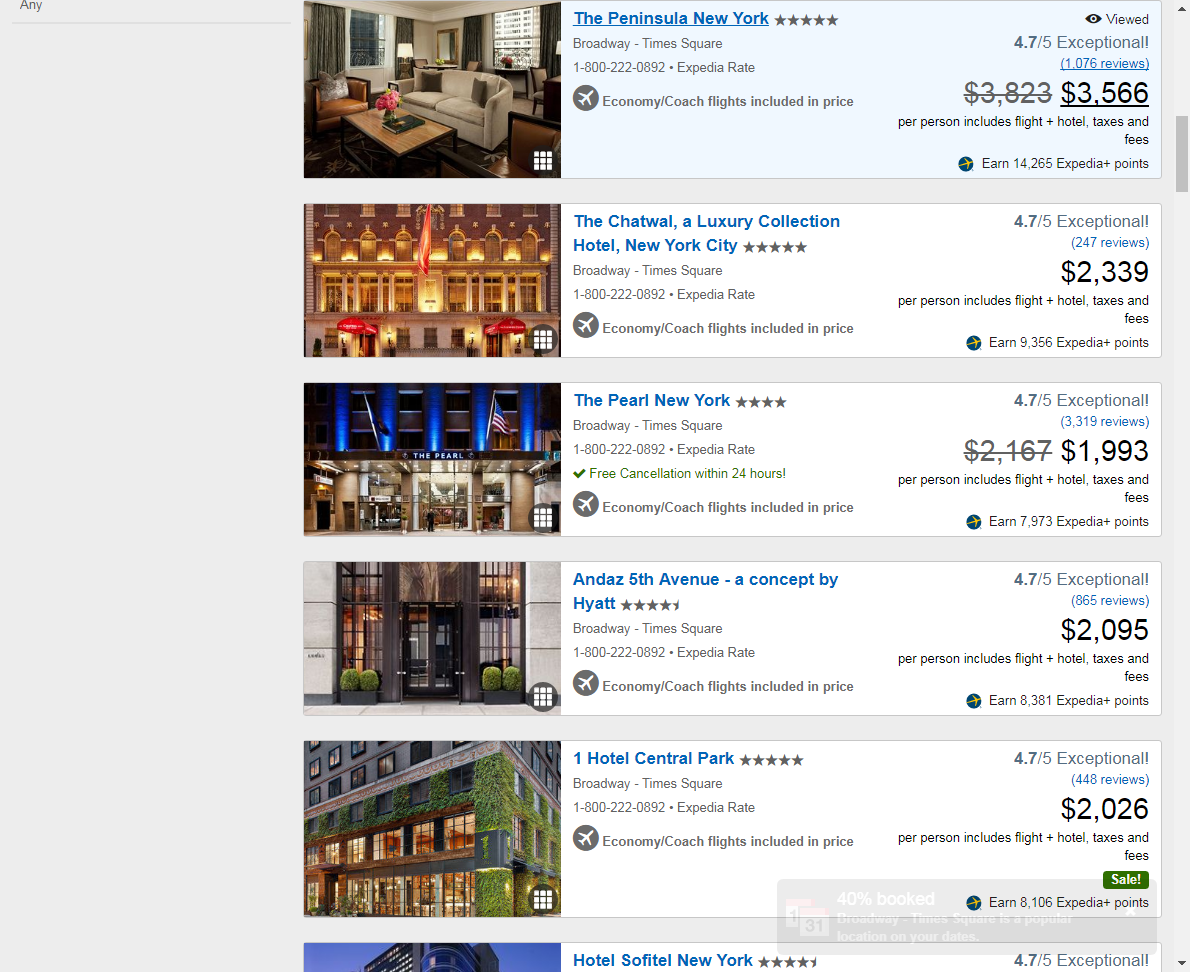 Any
The Peninsula New York
Viewed
Broadway - Times Square
4.7/5 Exceptional!
1-800-222-0892 • Expedia Rate
(1,076 reviews)
Economy/Coach flights included in price
$3,823 $3,566
per person includes flight + hotel, taxes and
fees
Earn 14,265 Expedia+ points
The Chatwal, a Luxury Collection
Hotel, New York City
4.7/5 Exceptional!
(247 reviews)
Broadway - Times Square
$2,339
1-800-222-0892 • Expedia Rate
per person includes flight + hotel, taxes and
fees
Economy/Coach flights included in price
Earn 9,356 Expedia+ points
THE PEARL
The Pearl New York
4.7/5 Exceptional!
Broadway - Times Square
(3,319 reviews)
1-800-222-0892 • Expedia Rate
$2,167 $1,993
Free Cancellation within 24 hours!
per person includes flight + hotel, taxes and
fees
Economy/Coach flights included in price
Earn 7,973 Expedia+ points
Andaz 5th Avenue - a concept by
Hyatt
4.7/5 Exceptional!
(865 reviews)
Broadway - Times Square
$2,095
1-800-222-0892 • Expedia Rate
per person includes flight + hotel, taxes and
fees
Economy/Coach flights included in price
Earn 8,381 Expedia+ points
1 Hotel Central Park
4.7/5 Exceptional!
Broadway - Times Square
(448 reviews)
1-800-222-0892 • Expedia Rate
$2,026
Economy/Coach flights included in price
per person includes flight + hotel, taxes and
fees
Sale!
Earn 8,106 Expedia+ points
1
31
40% booked
Broadway - Times Square is a popular
location on your dates.
Hotel Sofitel New York
4.7/5 Exceptional!